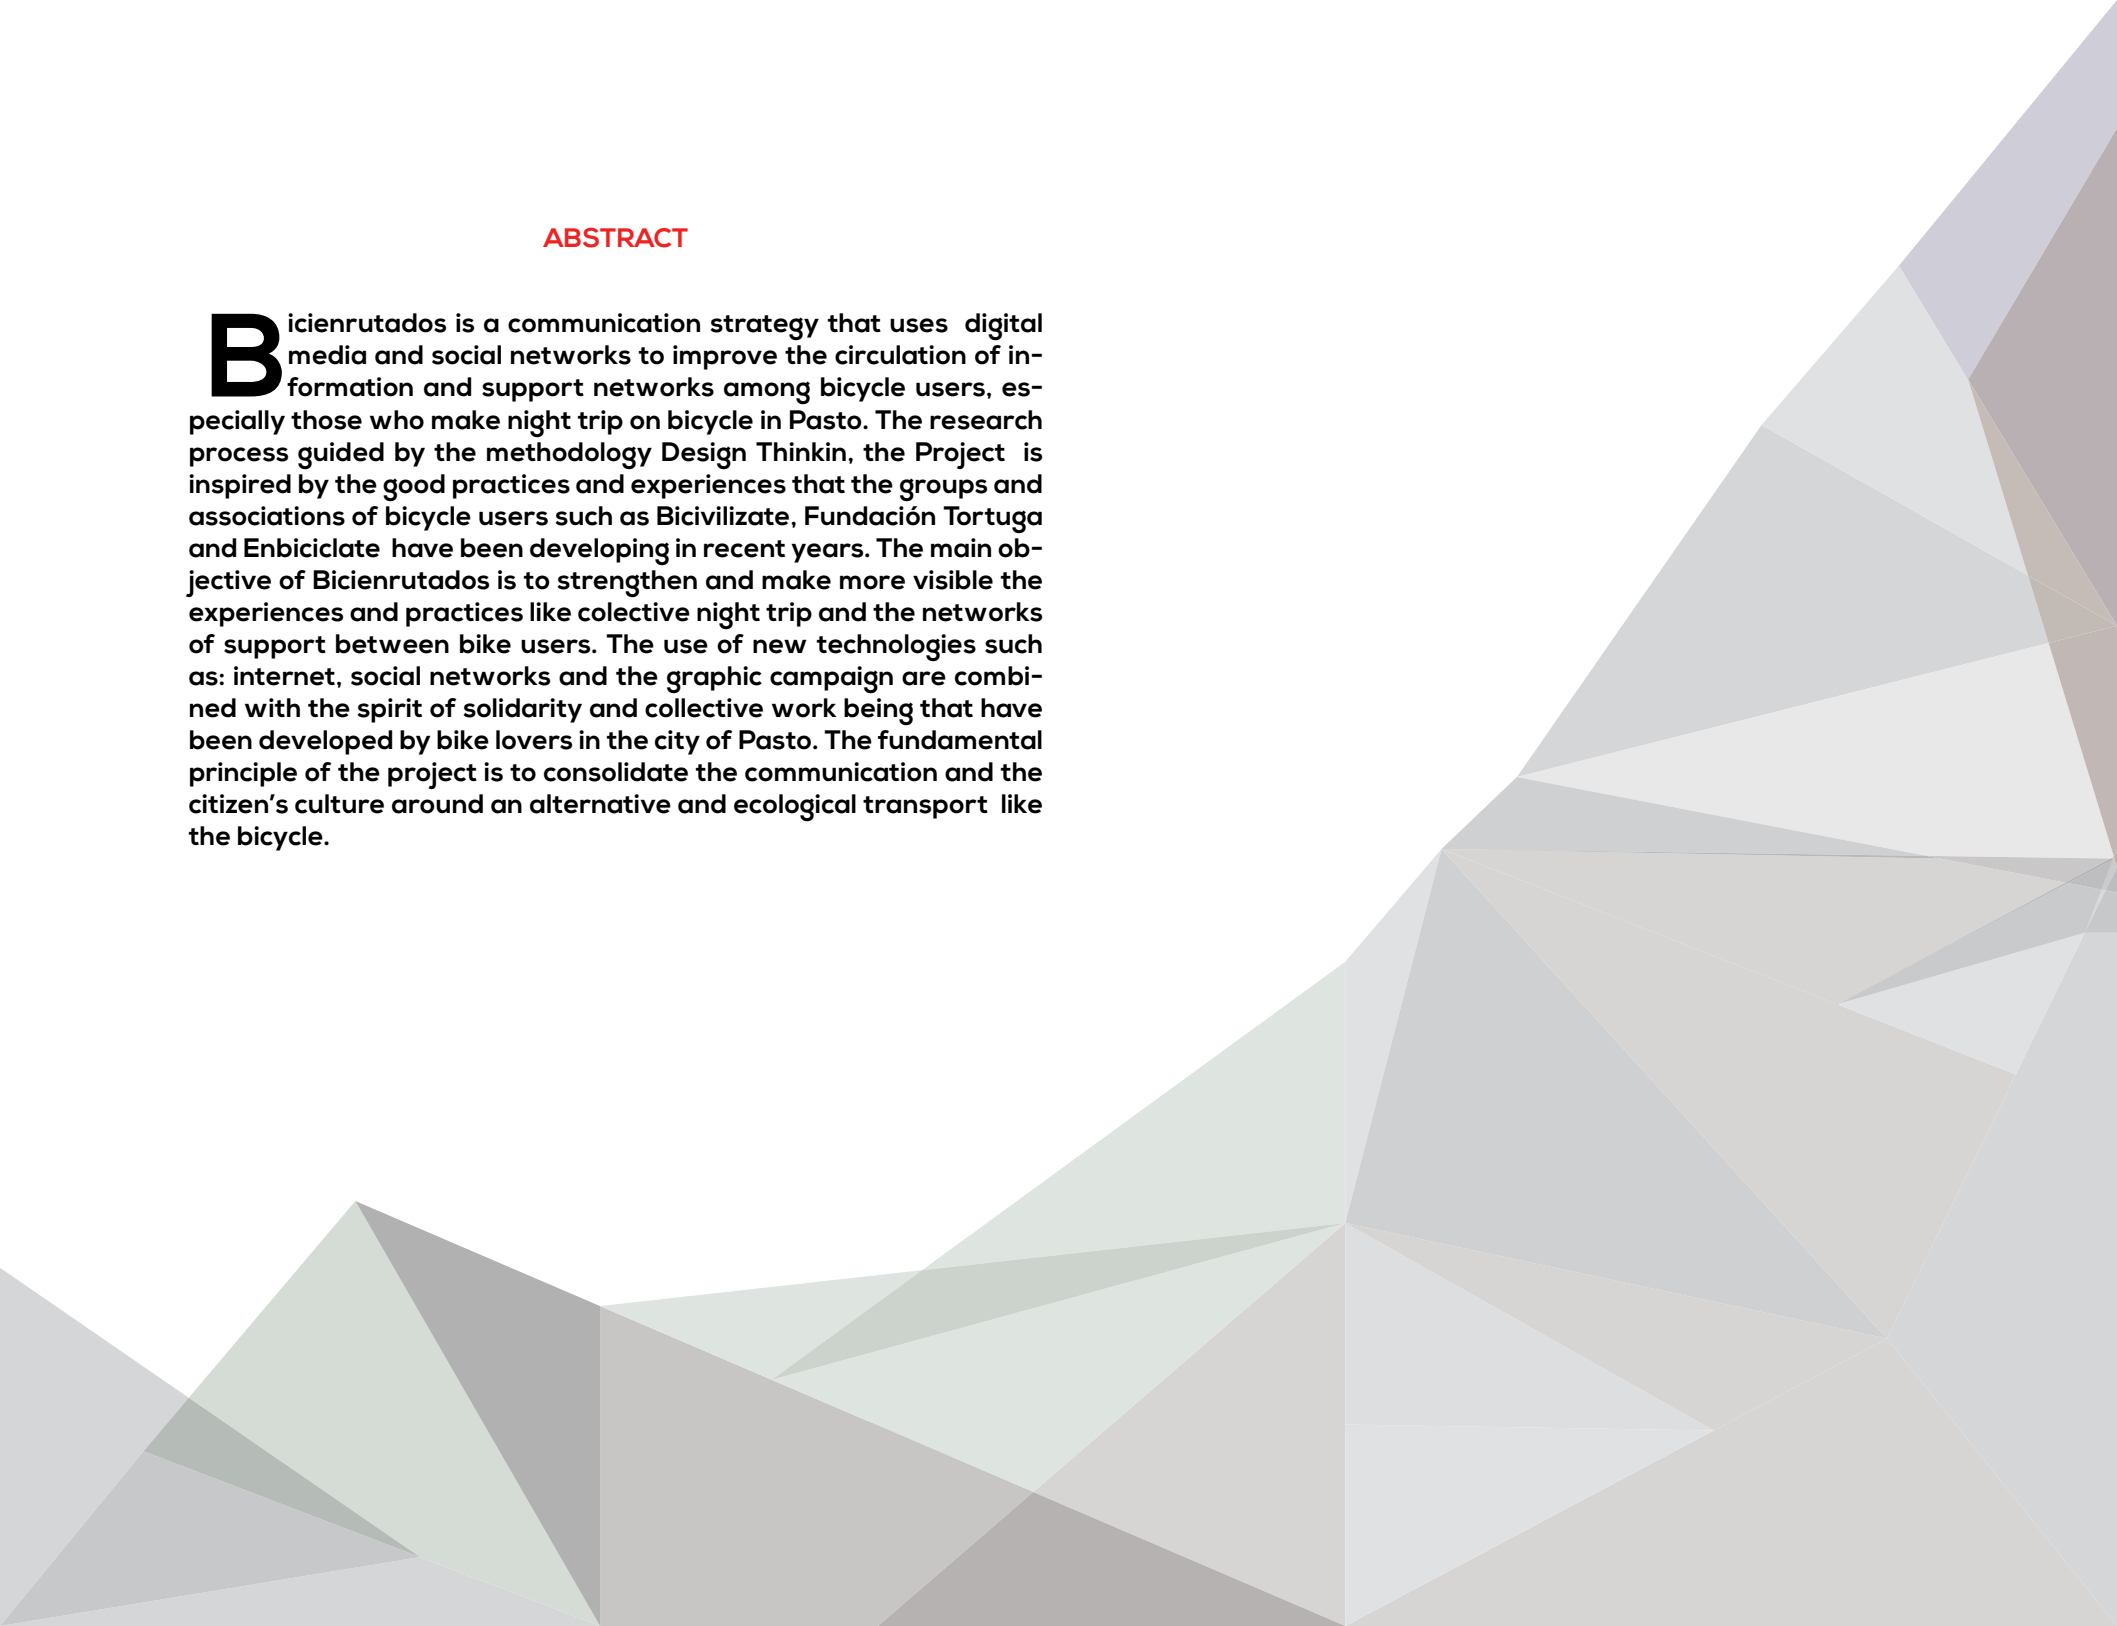 ABSTRACT
Bicienrutados is a communication strategy that uses  digital
media and social networks to improve the circulation of in-
formation and support networks among bicycle users, es-
pecially those who make night trip on bicycle in Pasto. The research
process guided by the methodology Design Thinkin, the Project  is
inspired by the good practices and experiences that the groups and
associations of bicycle users such as Bicivilizate, Fundación Tortuga
and Enbiciclate  have been developing in recent years. The main ob-
jective of Bicienrutados is to strengthen and make more visible the
experiences and practices like colective night trip and the networks
of support between bike users. The use of new technologies such
as: internet, social networks and the graphic campaign are combi-
ned with the spirit of solidarity and collective work being that have
been developed by bike lovers in the city of Pasto. The fundamental
principle of the project is to consolidate the communication and the
citizen’s culture around an alternative and ecological transport  like
the bicycle.